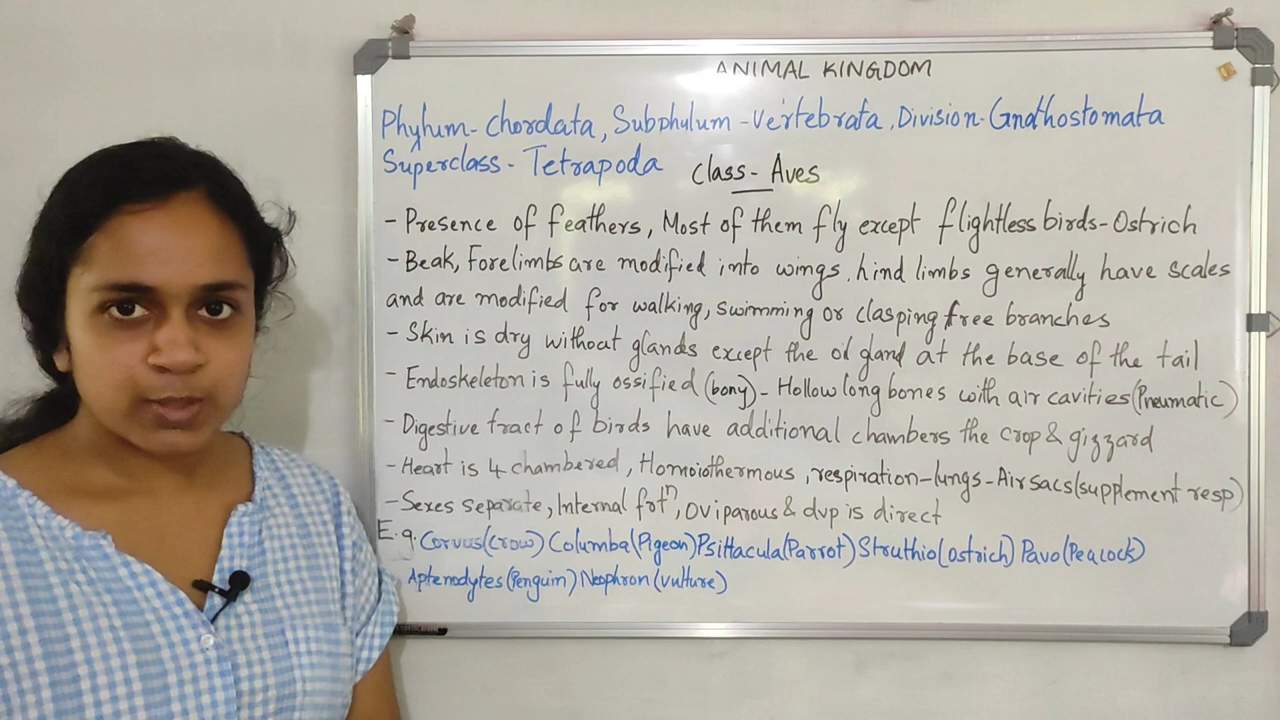 ANIMAL KINGDOM
Phylum - Chordata, Subphylum - Vertebrata, Division - Gnathostomata
Superclass - Tetrapoda Class - Aves
- Presence of feathers, Most of them fly except flightless birds - Ostrich
- Beak, Forelimbs are modified into wings. hind limbs generally have scales
and are modified for walking, swimming or clasping free branches
- Skin is dry without glands except the oil gland at the base of the tail
- Endoskeleton is fully ossified (bony) - Hollow long bones with air cavities (Pneumatic)
- Digestive tract of birds have additional chambers the crop & gizzard
- Heart is 4 chambered, Homoiothermous, respiration - lungs - Air sacs (supplement resp)
- Sexes separate, Internal frtⁿ, Oviparous & dvp is direct
E.g. Corvus (Crow) Columba (Pigeon) Psittacula (Parrot) Struthio (Ostrich) Pavo (Peacock)
Aptenodytes (Penguin) Neophron (vulture)